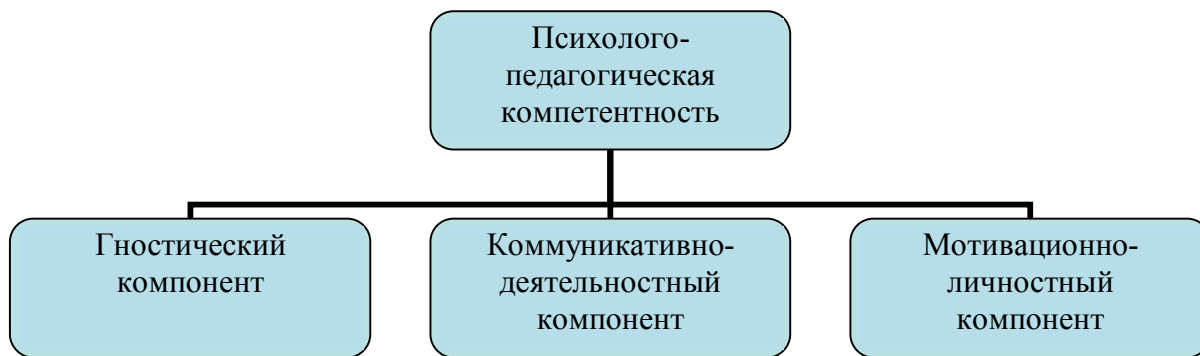 Психолого-
педагогическая
компетентность
Гностический
компонент
Коммуникативно-
деятельностный
компонент
Мотивационно-
личностный
компонент